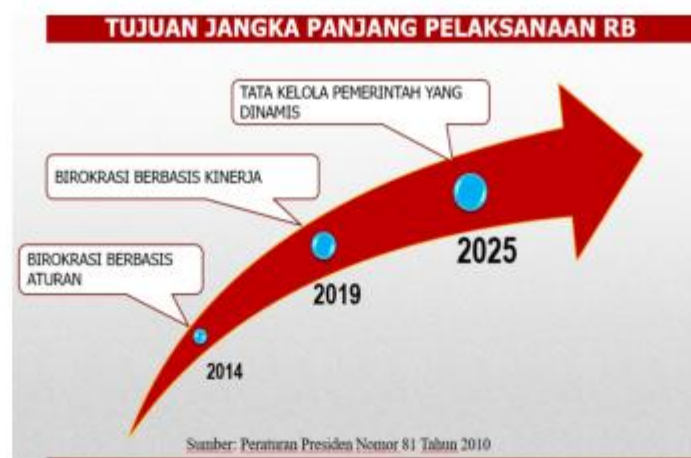 TUJUAN JANGKA PANJANG PELAKSANAAN RB
TATA KELOLA PEMERINTAH YANG
DINAMIS
BIROKRASI BERBASIS KINERJA
BIROKRASI BERBASIS
ATURAN
2025
2019
2014
Sumber: Peraturan Presiden Nomor 81 Tahun 2010